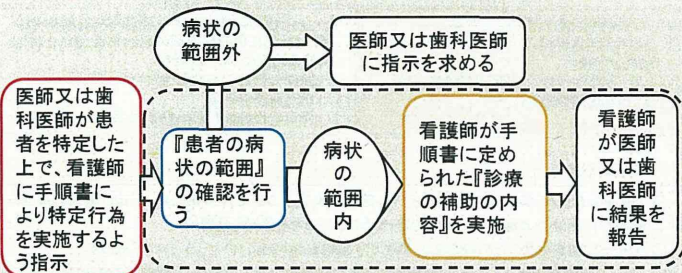 病状の
範囲外
医師又は歯科医師
に指示を求める
医師又は歯
科医師が患
者を特定した
上で、看護師
に手順書に
より特定行為
を実施するよ
う指示
『患者の病
状の範囲』
の確認を行
う
病状
の
範囲
内
看護師が手
順書に定め
られた『診療
の補助の内
容』を実施
看護師
が医師
又は歯
科医師
に結果を
報告